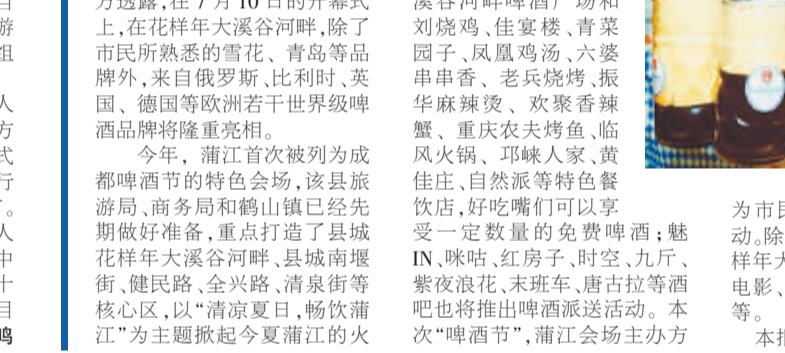 游
组
人
方
式
行
。
人
中
十
目
鸣
方透露,在 7 月 10 日的开幕式
上,在花样年大溪谷河畔,除了
市民所熟悉的雪花、青岛等品
牌外,来自俄罗斯、比利时、英
国、德国等欧洲若干世界级啤
酒品牌将隆重亮相。
今年，蒲江首次被列为成
都啤酒节的特色会场,该县旅
游局、商务局和鹤山镇已经先
期做好准备,重点打造了县城
花样年大溪谷河畔、县城南堰
街、健民路、全兴路、清泉街等
核心区,以“清凉夏日,畅饮蒲
江”为主题掀起今夏蒲江的火
溪谷河畔啤酒广场和
刘烧鸡、佳宴楼、青菜
园子、凤凰鸡汤、六婆
串串香、老兵烧烤、振
华麻辣烫、欢聚香辣
蟹、重庆农夫烤鱼、临
风火锅、邛崃人家、黄
佳庄、自然派等特色餐
饮店,好吃嘴们可以享
受一定数量的免费啤酒;魅
IN、咪咕、红房子、时空、九斤、
紫夜浪花、末班车、唐古拉等酒
吧也将推出啤酒派送活动。本
次“啤酒节”,蒲江会场主办方
为市民
动。除
样年大
电影、
等。
本报